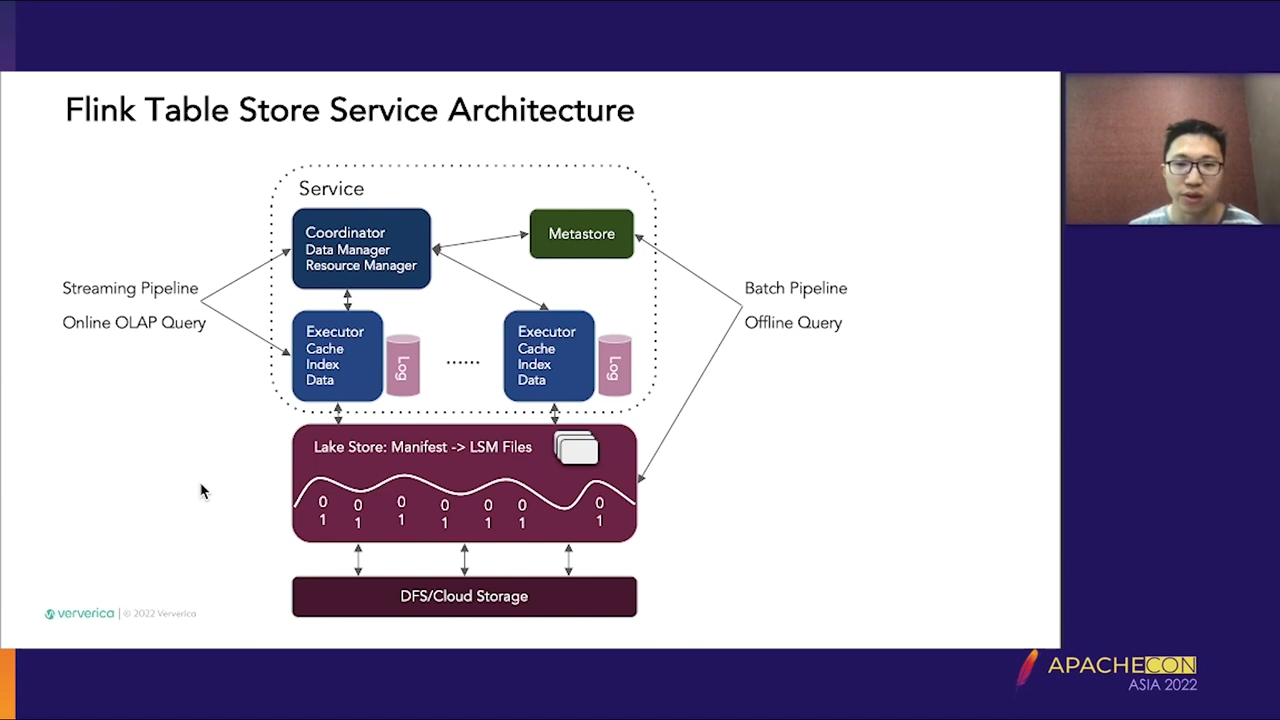 Flink Table Store Service Architecture
Service
Coordinator
Data Manager
Resource Manager
Metastore
Streaming Pipeline
Online OLAP Query
Batch Pipeline
Offline Query
Executor
Cache
Index
Data
Log
......
Executor
Cache
Index
Data
Log
Lake Store: Manifest -> LSM Files
0 0 0 0 0 0 0
1 1 1 1 1 1 1
DFS/Cloud Storage
ververica | © 2022 Ververica
APACHECON
ASIA 2022